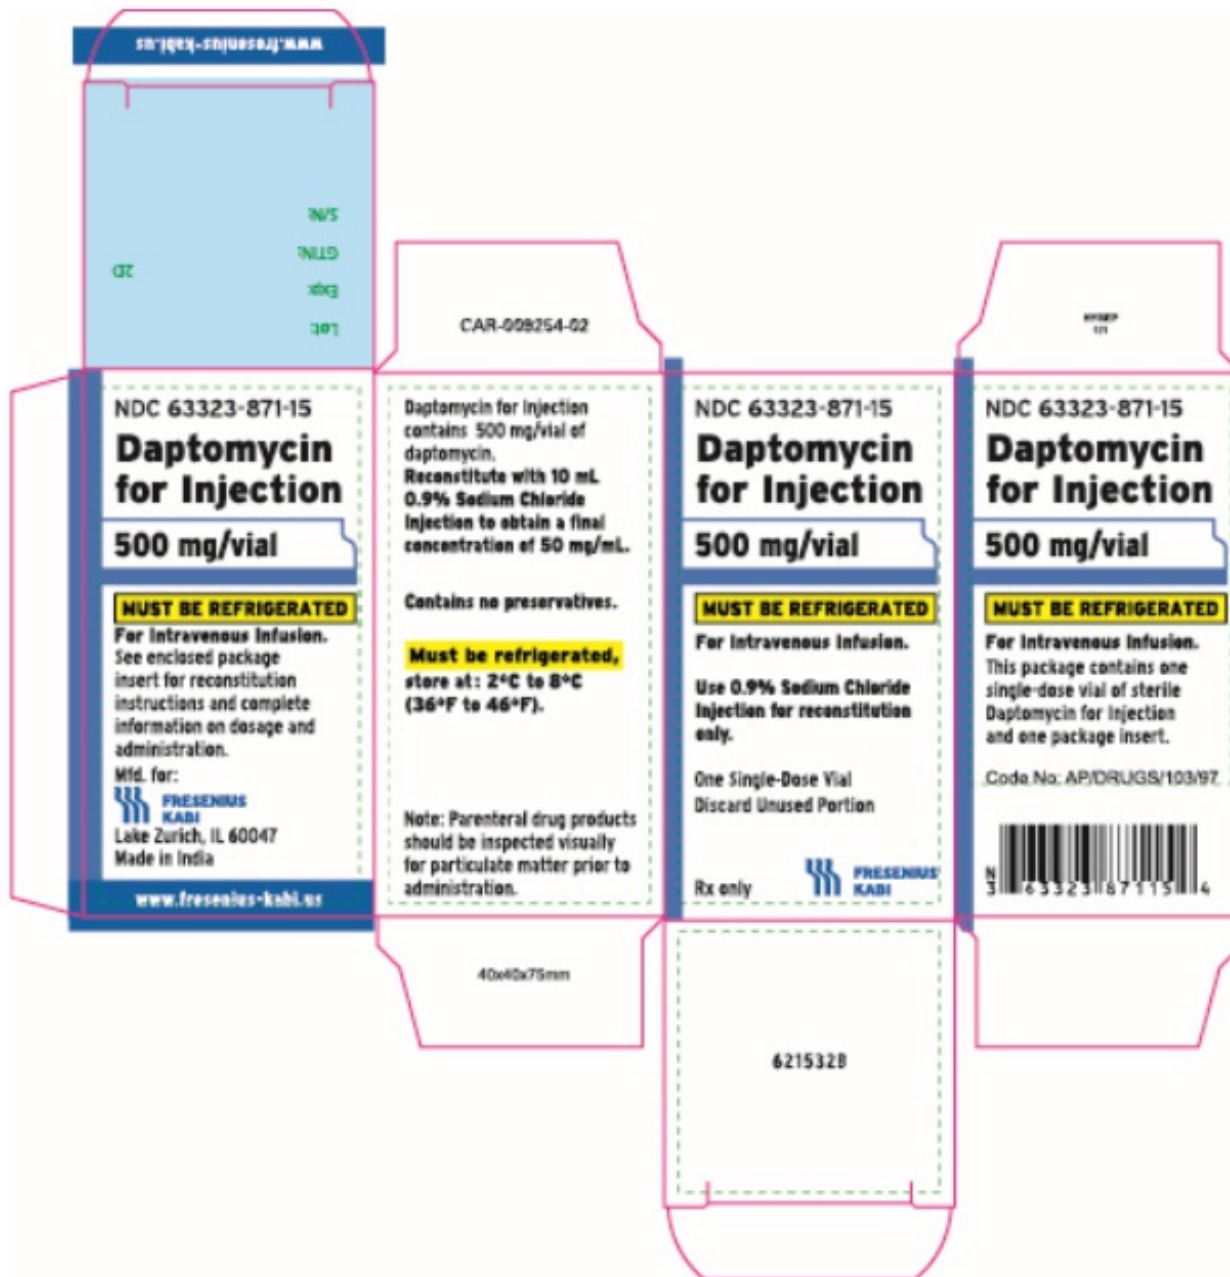 www.fresenius-kabi.us
S/N:
GTIN:
2D
Exp:
Lot:
CAR-009254-02
NDC 63323-871-15
Daptomycin
for Injection
500 mg/vial
MUST BE REFRIGERATED
For Intravenous Infusion.
See enclosed package
insert for reconstitution
instructions and complete
information on dosage and
administration.
Mfd. for:
FRESENIUS
KABI
Lake Zurich, IL 60047
Made in India
www.fresenius-kabi.us
Daptomycin for Injection
contains 500 mg/vial of
daptomycin.
Reconstitute with 10 mL
0.9% Sodium Chloride
Injection to obtain a final
concentration of 50 mg/mL.
Contains no preservatives.
Must be refrigerated,
store at: 2°C to 8°C
(36°F to 46°F).
Note: Parenteral drug products
should be inspected visually
for particulate matter prior to
administration.
40x40x75mm
NDC 63323-871-15
Daptomycin
for Injection
500 mg/vial
MUST BE REFRIGERATED
For Intravenous Infusion.
Use 0.9% Sodium Chloride
Injection for reconstitution
only.
One Single-Dose Vial
Discard Unused Portion
Rx only
FRESENIUS
KABI
621532B
NDC 63323-871-15
Daptomycin
for Injection
500 mg/vial
MUST BE REFRIGERATED
For Intravenous Infusion.
This package contains one
single-dose vial of sterile
Daptomycin for Injection
and one package insert.
Code No: AP/DRUGS/103/97
N
3 63323 87115 4